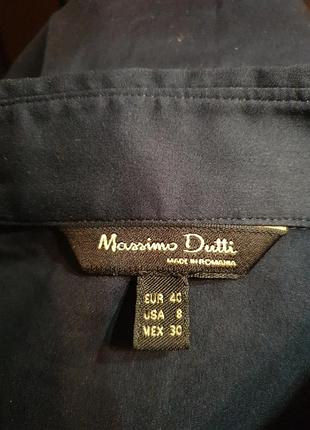 Massimo Dutti
MADE IN ROMANIA
EUR 40
USA 8
MEX 30